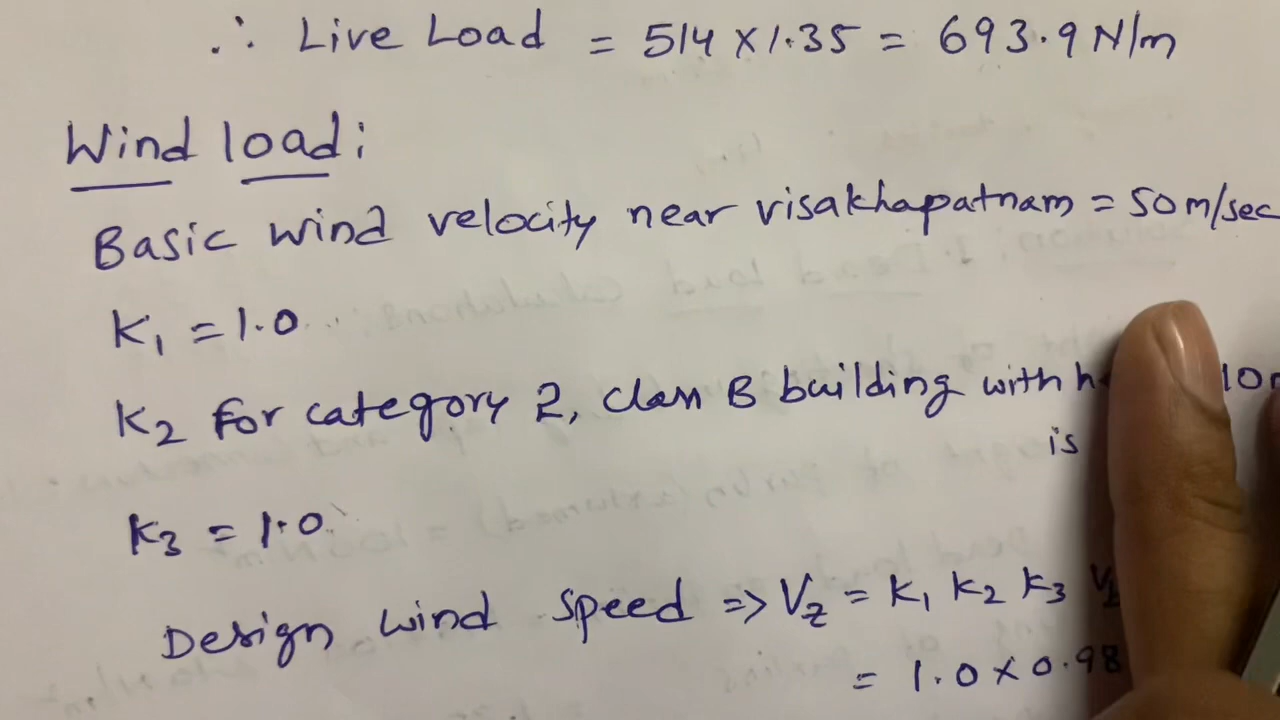 ∴ Live Load = 514 X 1.35 = 693.9 N/m
Wind load:
Basic wind velocity near visakhapatnam = 50 m/sec
K₁ = 1.0
K₂ for category 2, class B building with 10
is
K₃ = 1.0
Design wind speed => Vz = K₁ K₂ K₃
= 1.0 X 0.98